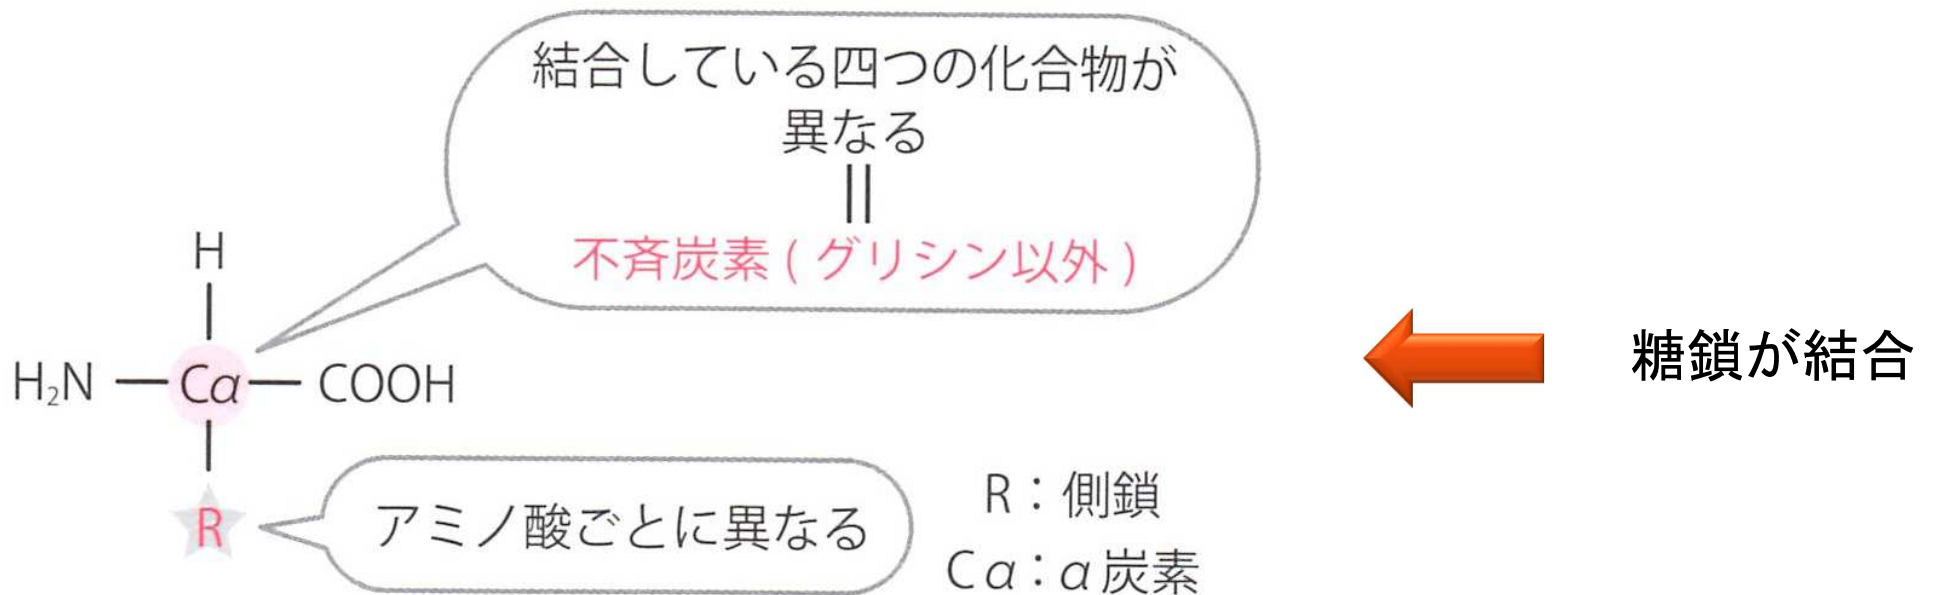 結合している四つの化合物が
異なる
不斉炭素(グリシン以外)
H
H₂N — Cα — COOH
糖鎖が結合
R
アミノ酸ごとに異なる
R：側鎖
Cα：α炭素